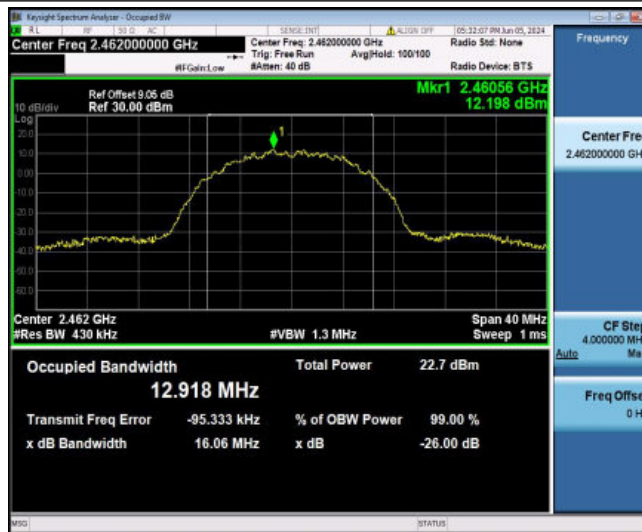 Keysight Spectrum Analyzer - Occupied BW
RL RF 50 Ω AC SENSE:INT ALIGN OFF 05:32:07 PM Jun 05, 2024
Center Freq 2.462000000 GHz
Center Freq: 2.462000000 GHz
Radio Std: None
Trig: Free Run
Avg|Hold: 100/100
#IFGain:Low
#Atten: 40 dB
Radio Device: BTS
Frequency
Ref Offset 9.05 dB
Ref 30.00 dBm
10 dB/div
Log
Mkr1 2.46056 GHz
12.198 dBm
1
20.0
10.0
0.00
-10.0
-20.0
-30.0
-40.0
-50.0
-60.0
Center 2.462 GHz
Span 40 MHz
#Res BW 430 kHz
#VBW 1.3 MHz
Sweep 1 ms
Occupied Bandwidth
12.918 MHz
Total Power 22.7 dBm
Transmit Freq Error -95.333 kHz
% of OBW Power 99.00 %
x dB Bandwidth 16.06 MHz
x dB -26.00 dB
Center Fre
2.462000000 GH
CF Step
4.000000 MH
Auto Ma
Freq Offse
0 H
MSG
STATUS